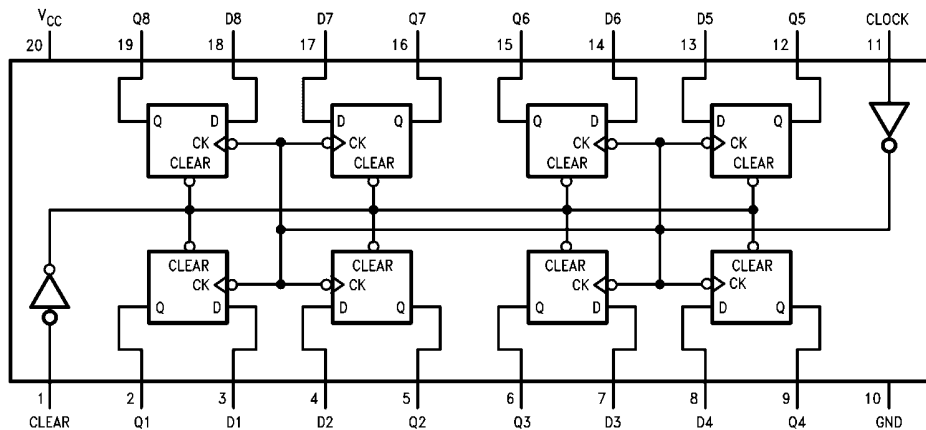 VCC Q8 D8 D7 Q7 Q6 D6 D5 Q5 CLOCK
20 19 18 17 16 15 14 13 12 11
Q D D Q Q D D Q
CK CK CK CK
CLEAR CLEAR CLEAR CLEAR
CLEAR CLEAR CLEAR CLEAR
CK CK CK CK
Q D D Q Q D D Q
1 2 3 4 5 6 7 8 9 10
CLEAR Q1 D1 D2 Q2 Q3 D3 D4 Q4 GND